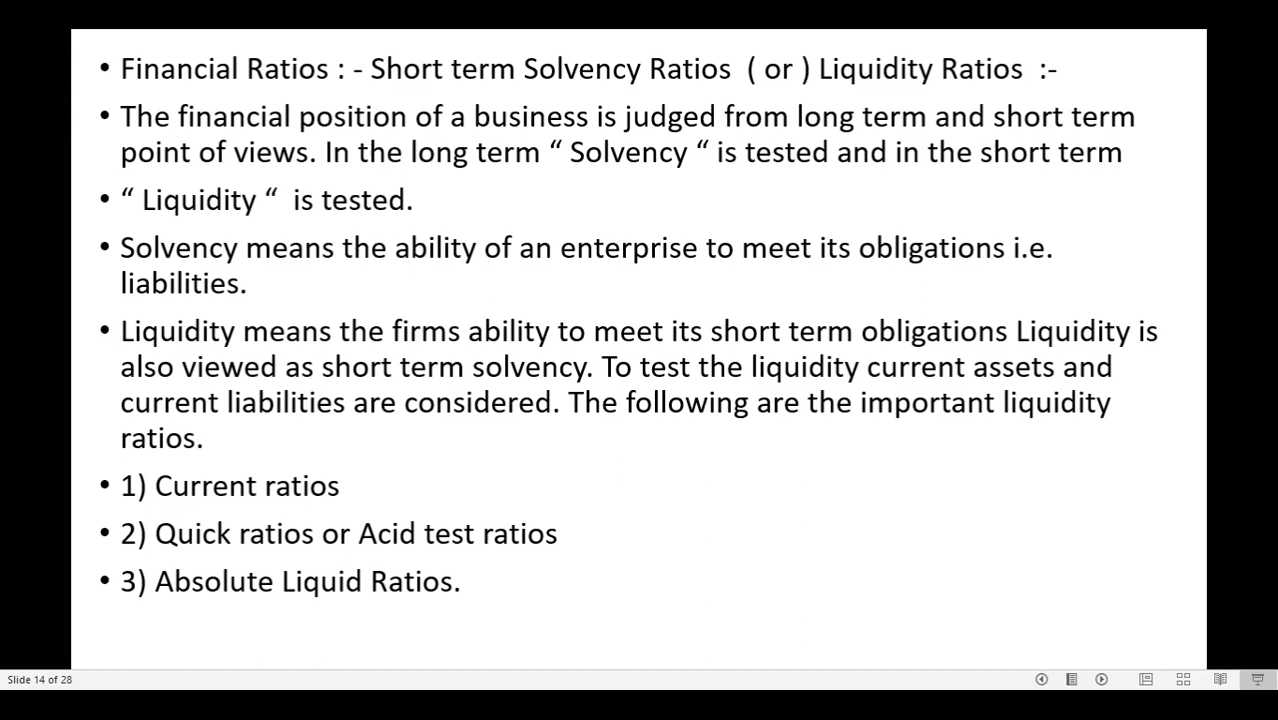 • Financial Ratios : - Short term Solvency Ratios  ( or ) Liquidity Ratios  :-
• The financial position of a business is judged from long term and short term
point of views. In the long term “ Solvency “ is tested and in the short term
• “ Liquidity “  is tested.
• Solvency means the ability of an enterprise to meet its obligations i.e.
liabilities.
• Liquidity means the firms ability to meet its short term obligations Liquidity is
also viewed as short term solvency. To test the liquidity current assets and
current liabilities are considered. The following are the important liquidity
ratios.
• 1) Current ratios
• 2) Quick ratios or Acid test ratios
• 3) Absolute Liquid Ratios.
Slide 14 of 28